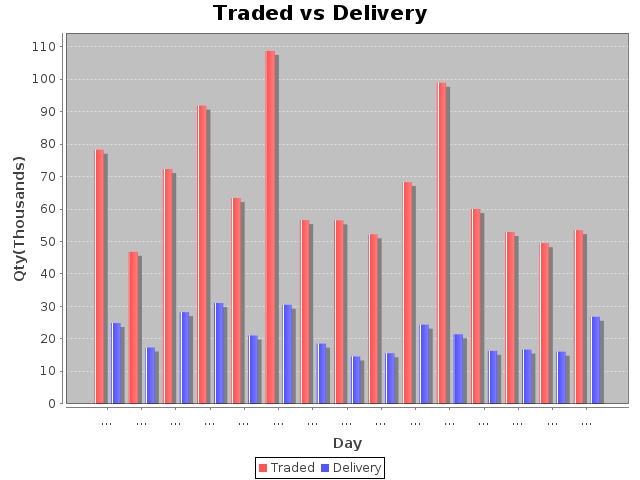 Traded vs Delivery
Qty(Thousands)
110
100
90
80
70
60
50
40
30
20
10
0
... ... ... ... ... ... ... ... ... ... ... ... ... ... ...
Day
Traded Delivery